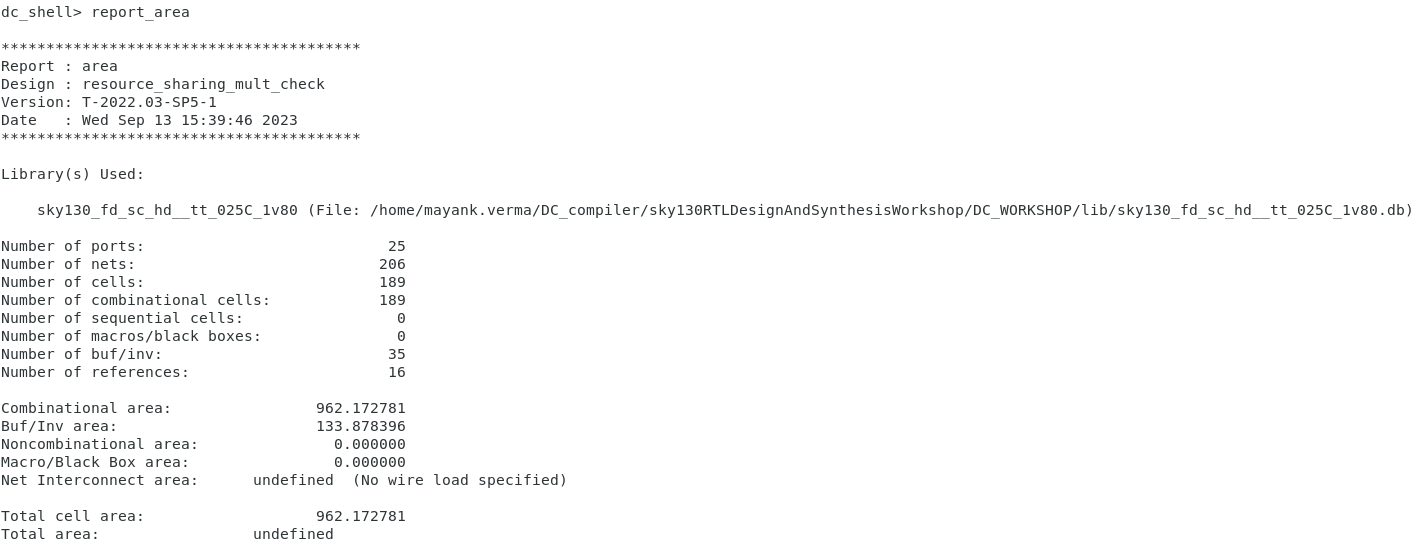 dc_shell> report_area
****************************************
Report : area
Design : resource_sharing_mult_check
Version: T-2022.03-SP5-1
Date   : Wed Sep 13 15:39:46 2023
****************************************
Library(s) Used:
    sky130_fd_sc_hd__tt_025C_1v80 (File: /home/mayank.verma/DC_compiler/sky130RTLDesignAndSynthesisWorkshop/DC_WORKSHOP/lib/sky130_fd_sc_hd__tt_025C_1v80.db)
Number of ports:                           25
Number of nets:                           206
Number of cells:                          189
Number of combinational cells:            189
Number of sequential cells:                 0
Number of macros/black boxes:               0
Number of buf/inv:                         35
Number of references:                      16
Combinational area:                962.172781
Buf/Inv area:                      133.878396
Noncombinational area:               0.000000
Macro/Black Box area:                0.000000
Net Interconnect area:      undefined  (No wire load specified)
Total cell area:                   962.172781
Total area:                 undefined